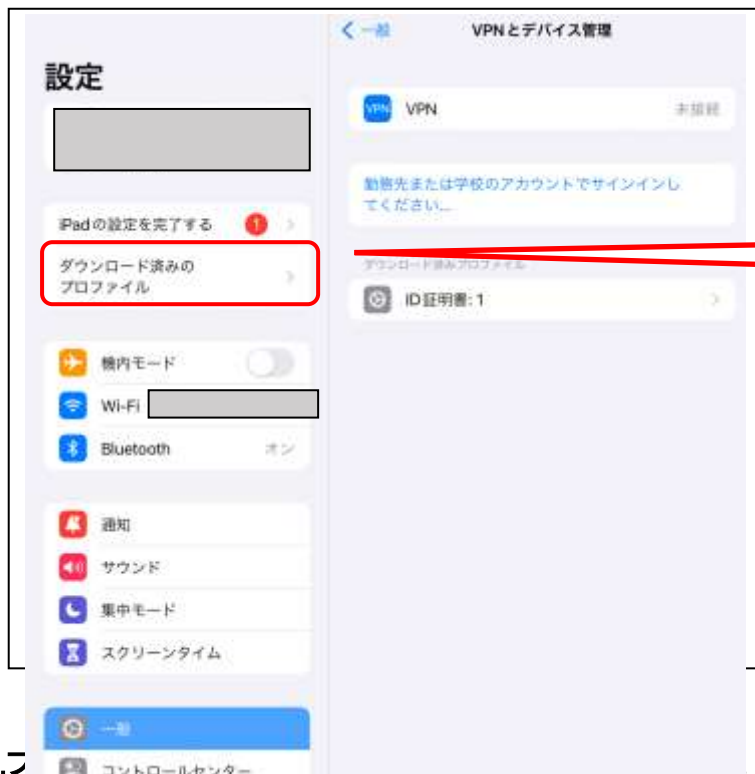 設定
iPadの設定を完了する
1
ダウンロード済みの
プロファイル
機内モード
Wi-Fi
Bluetooth
オン
通知
サウンド
集中モード
スクリーンタイム
一般
コントロールセンター
一般
VPNとデバイス管理
VPN
VPN
未接続
勤務先または学校のアカウントでサインインし
てください...
ダウンロード済みプロファイル
ID証明書: 1